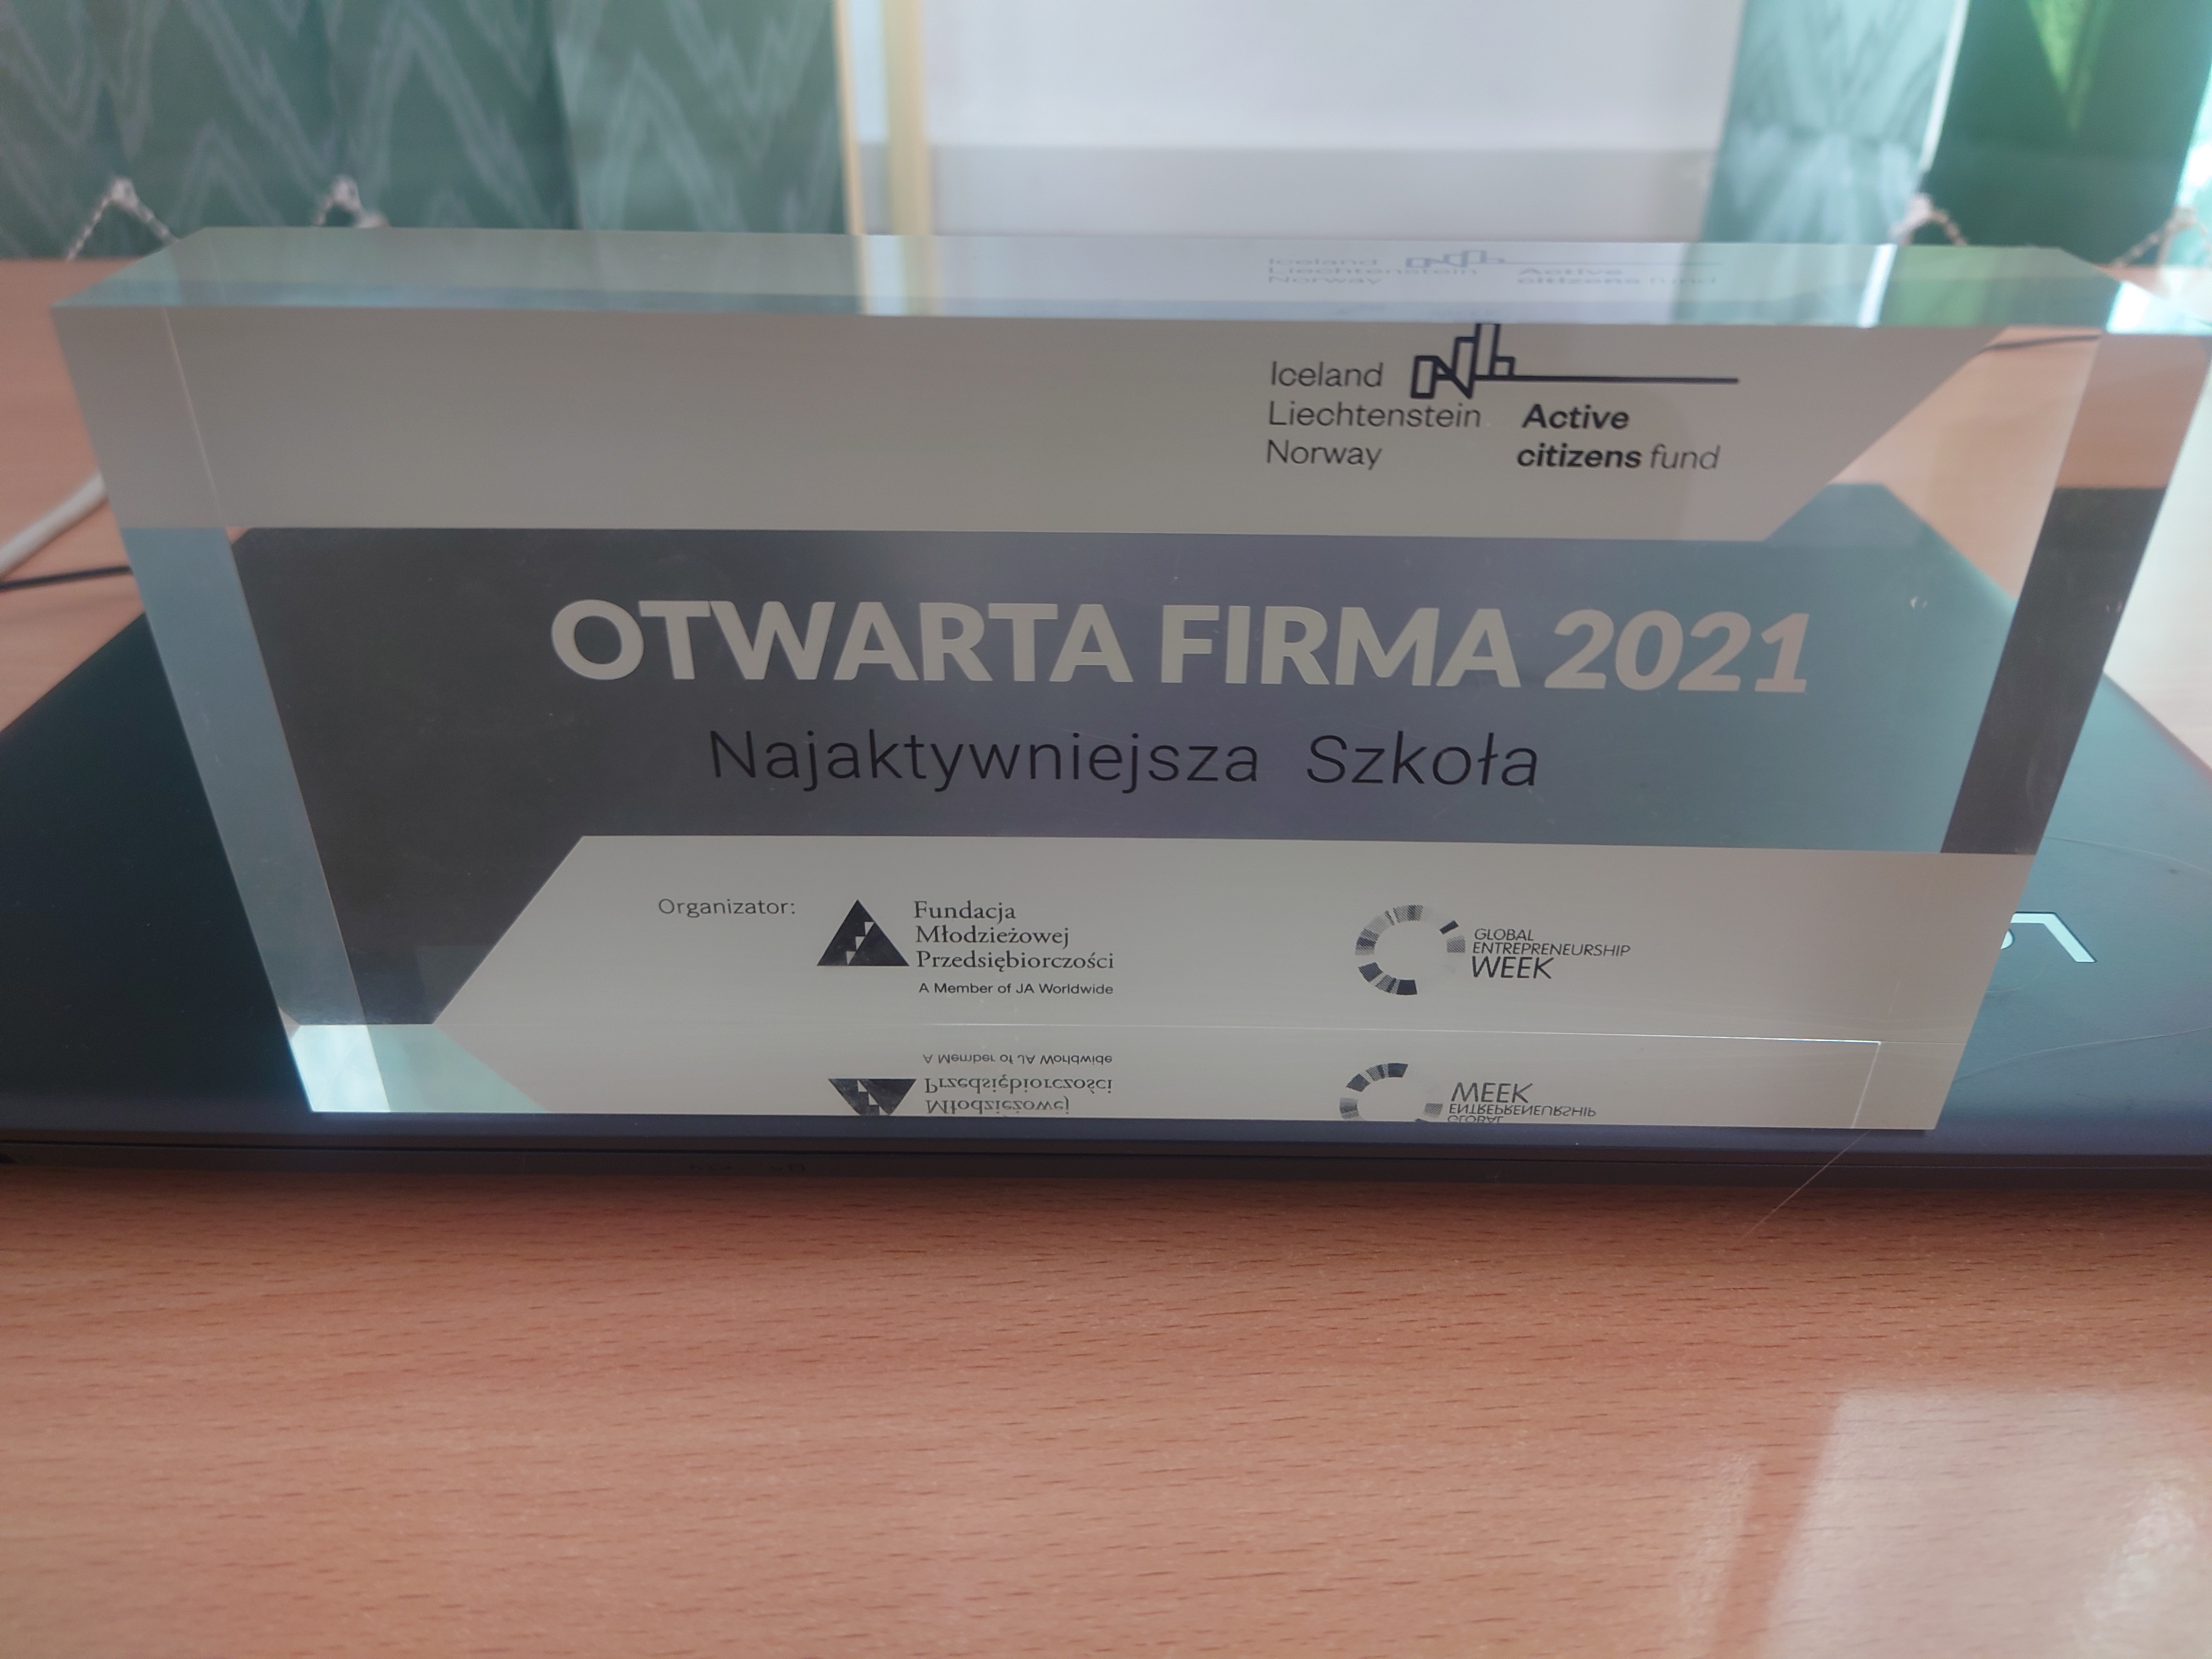 Iceland
Liechtenstein
Norway
Active
citizens fund
OTWARTA FIRMA 2021
Najaktywniejsza Szkoła
Organizator:
Fundacja
Młodzieżowej
Przedsiębiorczości
A Member of JA Worldwide
GLOBAL
ENTREPRENEURSHIP
WEEK